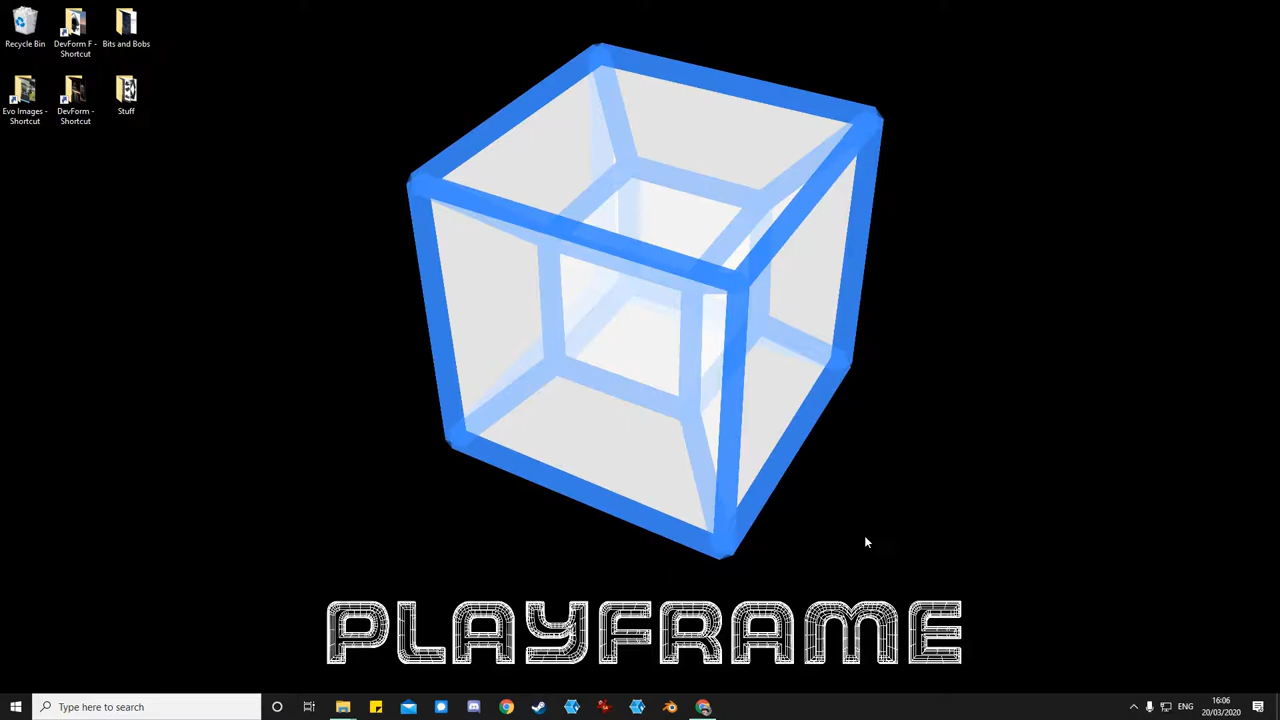 Recycle Bin
DevForm F -
Shortcut
Bits and Bobs
Evo Images -
Shortcut
DevForm -
Shortcut
Stuff
PLAYFRAME
Type here to search
ENG
16:06
20/03/2020